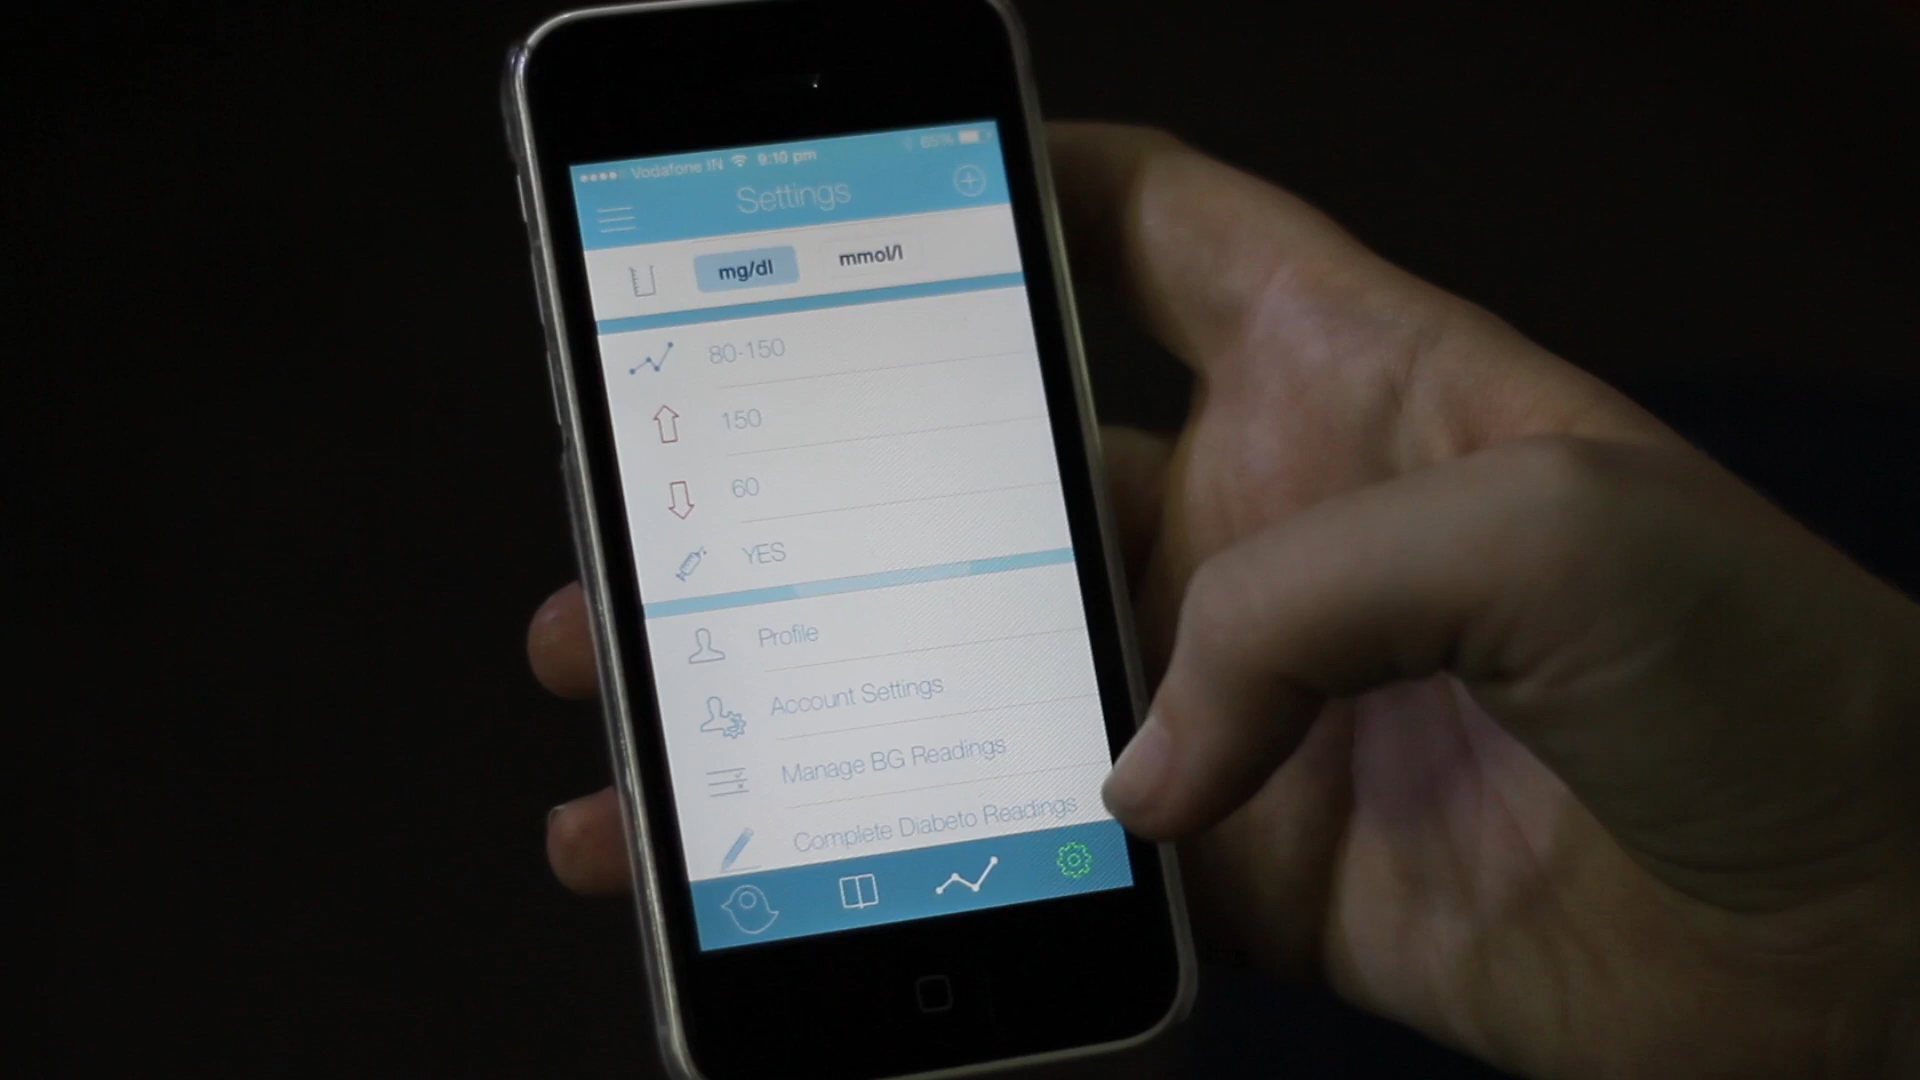 Vodafone IN 9:10 pm 65%
Settings
mg/dl mmol/l
80-150
150
60
YES
Profile
Account Settings
Manage BG Readings
Complete Diabeto Readings